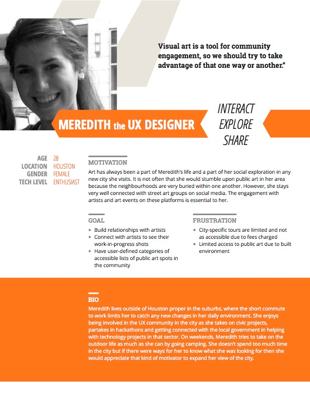 Visual art is a tool for community
engagement, so we should try to take
advantage of that one way or another."
MEREDITH the UX DESIGNER
INTERACT
EXPLORE
SHARE
AGE 28
LOCATION HOUSTON
GENDER FEMALE
TECH LEVEL ENTHUSIAST
MOTIVATION
Art has always been a part of Meredith's life and a part of her social exploration in any
new city she visits. It is not often that she would stumble upon public art in her area
because the neighbourhoods are very buried within one another. However, she stays
very well connected with street art groups on social media. The engagement with
artists and art events on these platforms is essential to her.
GOAL
+ Build relationships with artists
+ Connect with artists to see their
work-in-progress shots
+ Have user-defined categories of
accessible lists of public art spots in
the community
FRUSTRATION
+ City-specific tours are limited and not
as accessible due to fees charged
+ Limited access to public art due to built
environment
BIO
Meredith lives outside of Houston proper in the suburbs, where the short commute
to work limits her to catch any new changes in her daily environment. She enjoys
being involved in the UX community in the city as she takes on civic projects,
partakes in hackathons and getting connected with the local government in helping
with technology projects in that sector. On weekends, Meredith tries to take on the
outdoor life as much as she can by going camping. She doesn't spend too much time
in the city but if there were ways for her to know what she was looking for then she
would appreciate that kind of motivator to expand her view of the city.